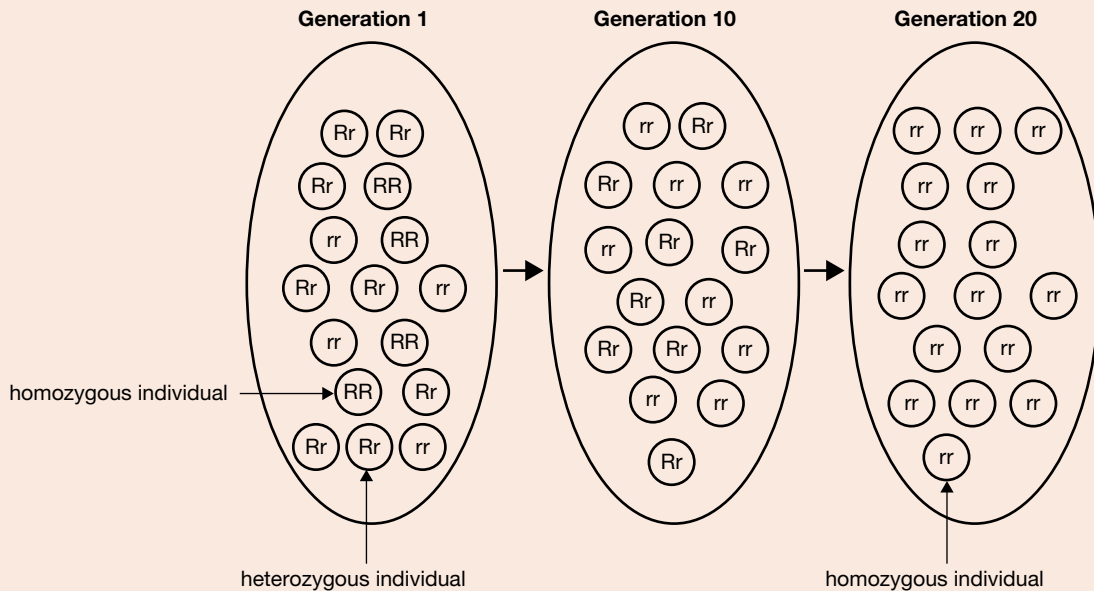 Generation 1
Generation 10
Generation 20
Rr Rr
Rr RR
rr RR
Rr Rr rr
rr RR
RR Rr
Rr Rr rr
homozygous individual
heterozygous individual
rr Rr
Rr rr rr
rr Rr Rr
Rr rr
Rr Rr rr
rr rr
Rr
rr rr rr
rr rr
rr rr
rr rr rr
rr rr
rr rr rr
rr
homozygous individual